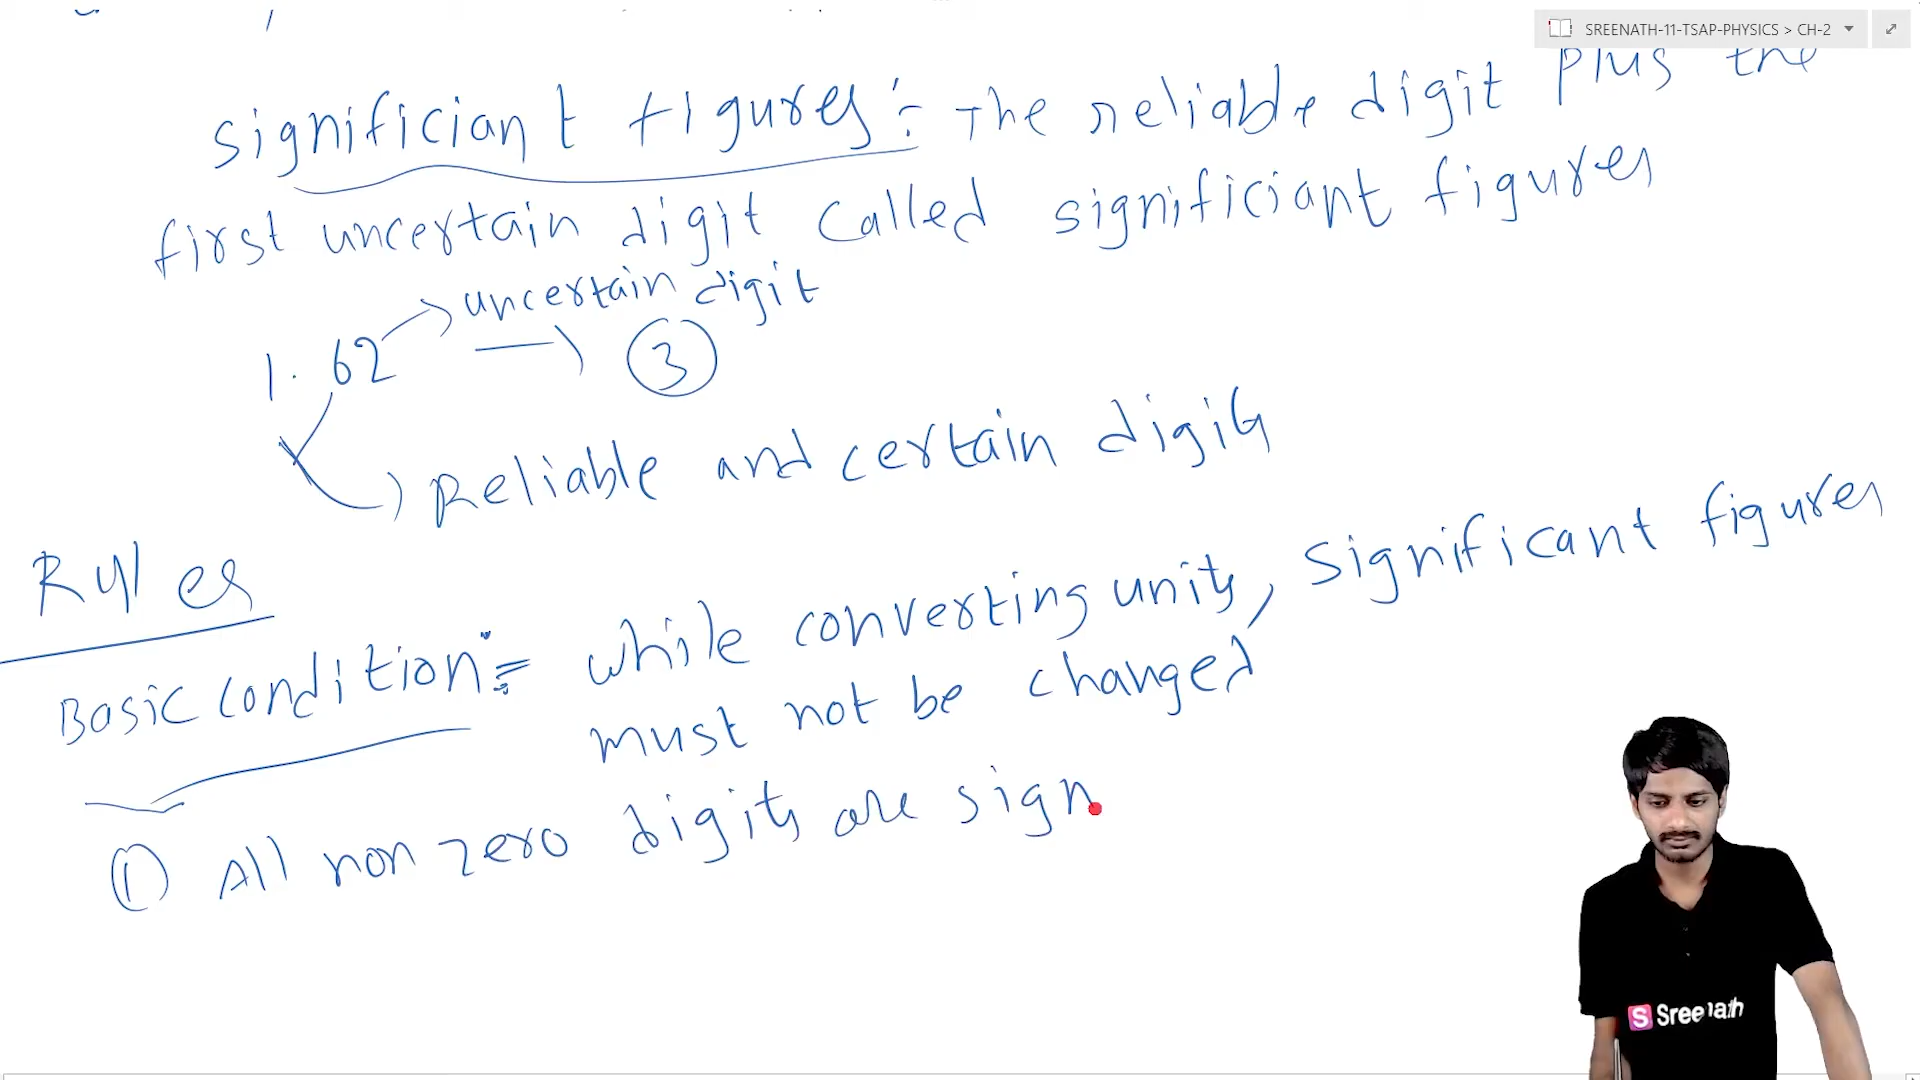 SREENATH-11-TSAP-PHYSICS > CH-2
significiant figures :- The reliable digit plus the
first uncertain digit called significiant figures
uncertain digit
1.62 → 3
Reliable and certain digits
Rules
Basic condition := while converting units, significant figures
must not be changed
① All non zero digits are sign
S Sreenath